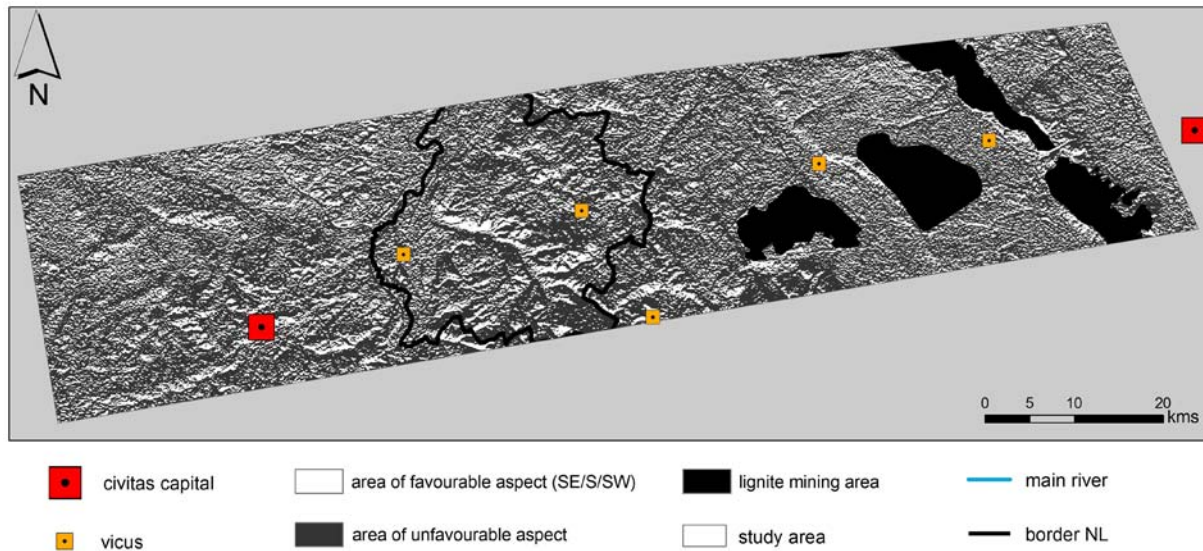 N
0 5 10 20
kms
civitas capital
area of favourable aspect (SE/S/SW)
lignite mining area
main river
vicus
area of unfavourable aspect
study area
border NL